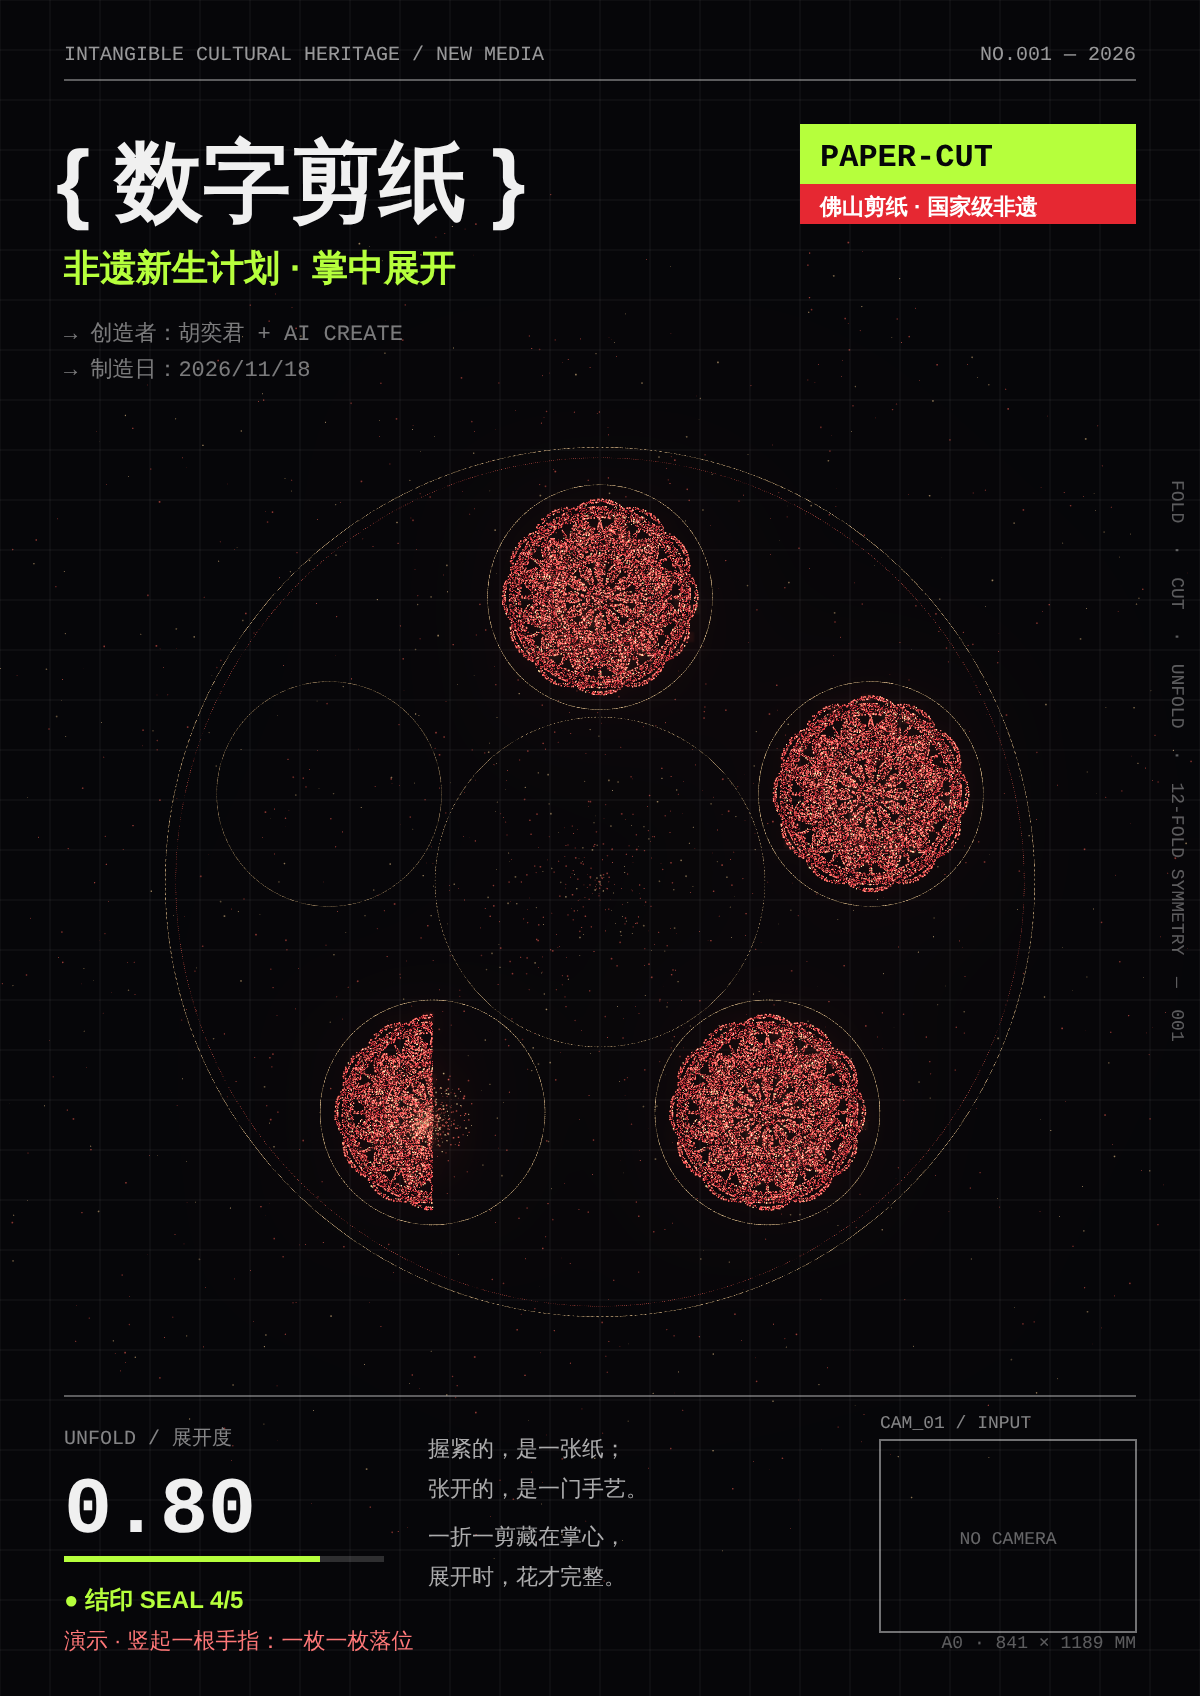 INTANGIBLE CULTURAL HERITAGE / NEW MEDIA
NO.001 — 2026
{ 数字剪纸 }
PAPER-CUT
佛山剪纸 · 国家级非遗
非遗新生计划 · 掌中展开
→ 创造者：胡奕君 + AI CREATE
→ 制造日：2026/11/18
FOLD · CUT · UNFOLD · 12-FOLD SYMMETRY — 001
UNFOLD / 展开度
0.80
● 结印 SEAL 4/5
演示 · 竖起一根手指：一枚一枚落位
握紧的，是一张纸；
张开的，是一门手艺。
一折一剪藏在掌心，
展开时，花才完整。
CAM_01 / INPUT
NO CAMERA
A0 · 841 × 1189 MM